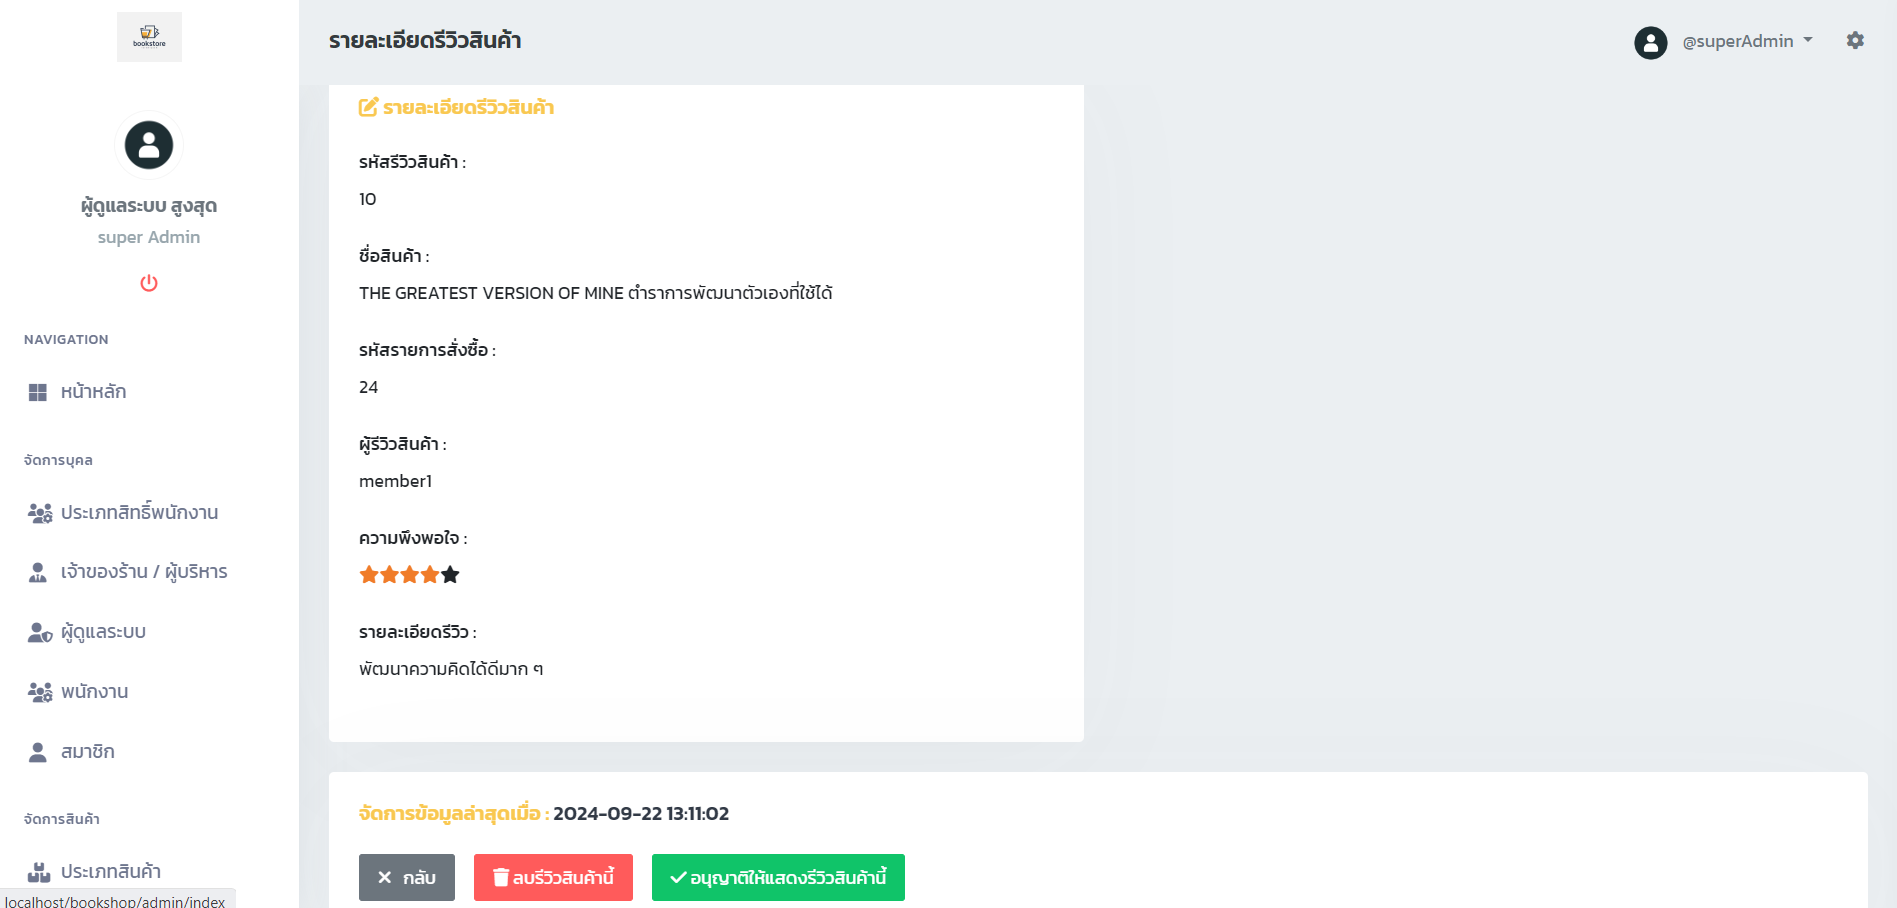 bookstore
ผู้ดูแลระบบ สูงสุด
super Admin
NAVIGATION
หน้าหลัก
จัดการบุคล
ประเภทสิทธิ์พนักงาน
เจ้าของร้าน / ผู้บริหาร
ผู้ดูแลระบบ
พนักงาน
สมาชิก
จัดการสินค้า
ประเภทสินค้า
localhost/bookshop/admin/index
รายละเอียดรีวิวสินค้า
@superAdmin
รายละเอียดรีวิวสินค้า
รหัสรีวิวสินค้า :
10
ชื่อสินค้า :
THE GREATEST VERSION OF MINE ตำราการพัฒนาตัวเองที่ใช้ได้
รหัสรายการสั่งซื้อ :
24
ผู้รีวิวสินค้า :
member1
ความพึงพอใจ :
รายละเอียดรีวิว :
พัฒนาความคิดได้ดีมาก ๆ
จัดการข้อมูลล่าสุดเมื่อ : 2024-09-22 13:11:02
กลับ
ลบรีวิวสินค้านี้
อนุญาติให้แสดงรีวิวสินค้านี้